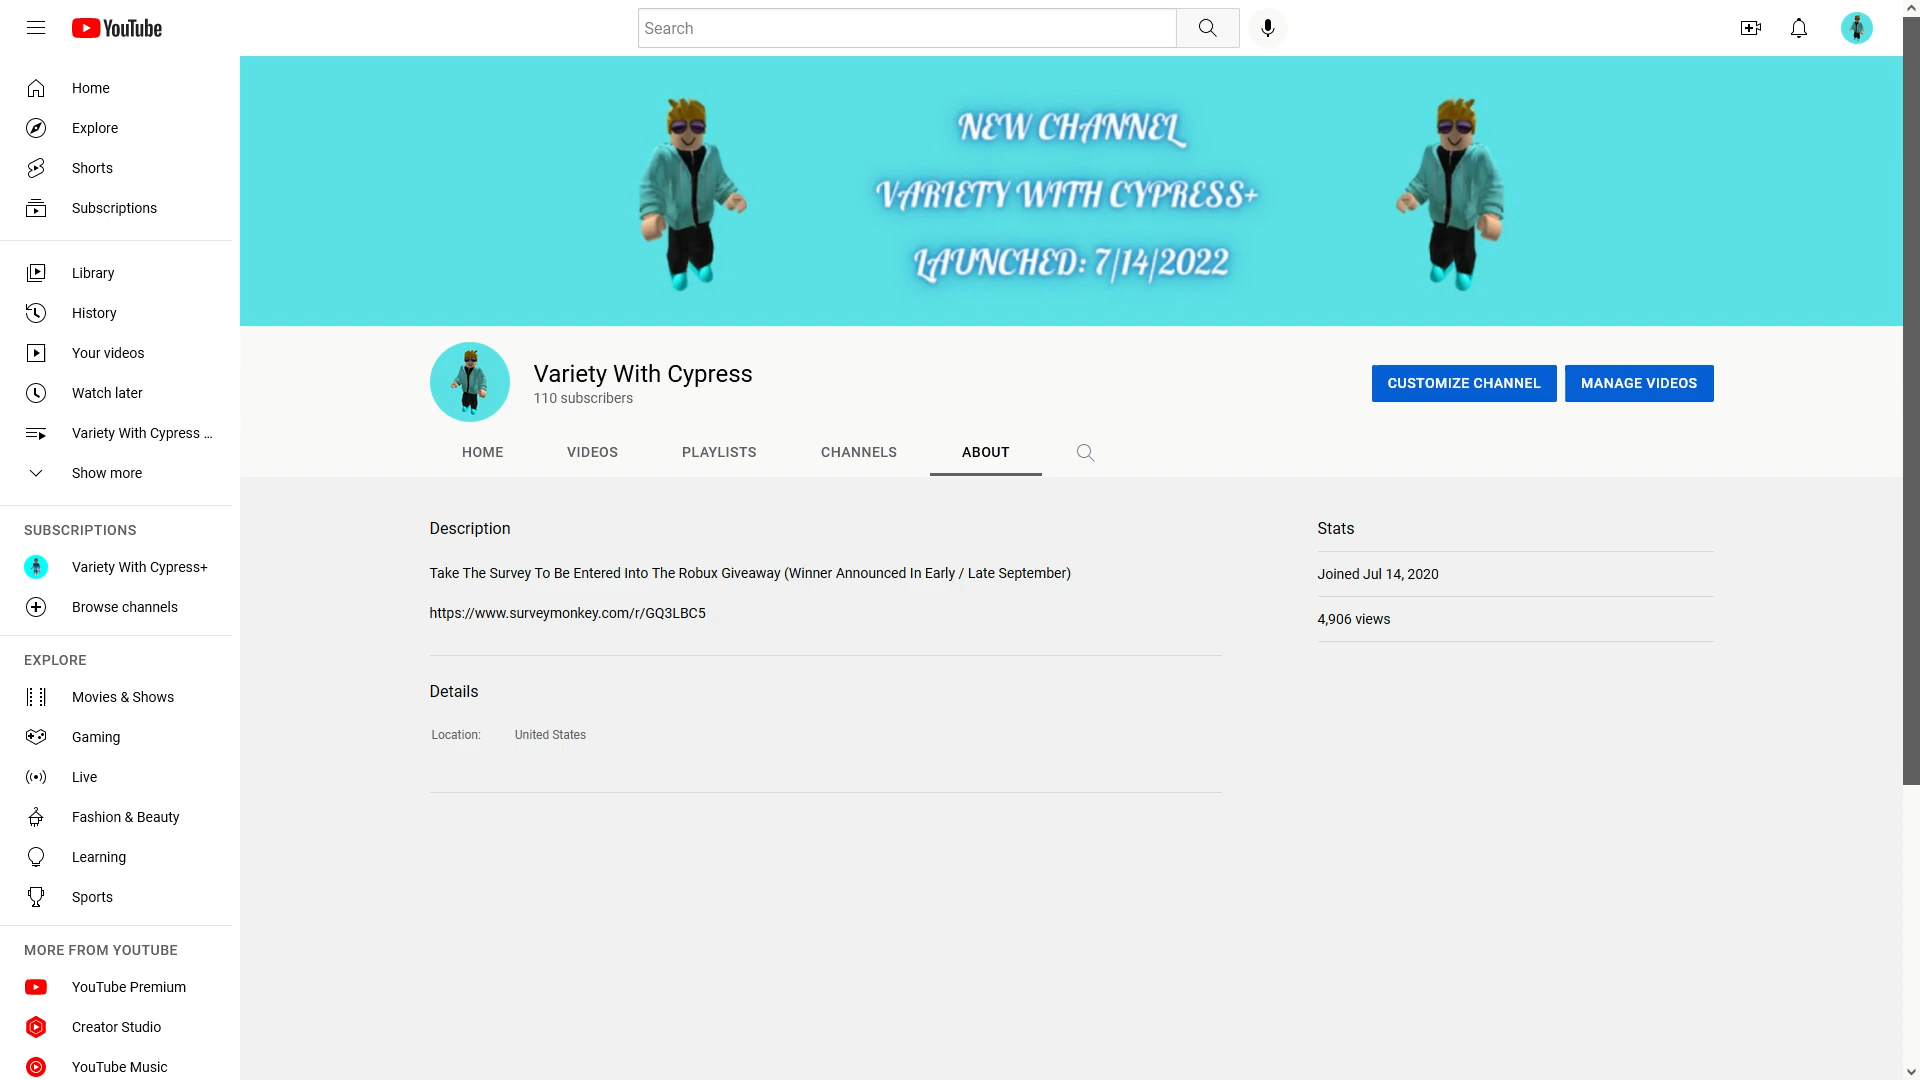 YouTube
Search
Home
Explore
Shorts
Subscriptions
Library
History
Your videos
Watch later
Variety With Cypress ...
Show more
SUBSCRIPTIONS
Variety With Cypress+
Browse channels
EXPLORE
Movies & Shows
Gaming
Live
Fashion & Beauty
Learning
Sports
MORE FROM YOUTUBE
YouTube Premium
Creator Studio
YouTube Music
NEW CHANNEL
VARIETY WITH CYPRESS+
LAUNCHED: 7/14/2022
Variety With Cypress
110 subscribers
CUSTOMIZE CHANNEL
MANAGE VIDEOS
HOME
VIDEOS
PLAYLISTS
CHANNELS
ABOUT
Description
Take The Survey To Be Entered Into The Robux Giveaway (Winner Announced In Early / Late September)
https://www.surveymonkey.com/r/GQ3LBC5
Details
Location: United States
Stats
Joined Jul 14, 2020
4,906 views